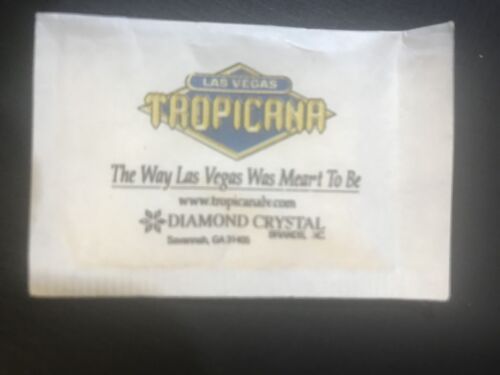 LAS VEGAS
TROPICANA
The Way Las Vegas Was Meant To Be
www.tropicanalv.com
DIAMOND CRYSTAL
BRANDS, INC
Savannah, GA 31405